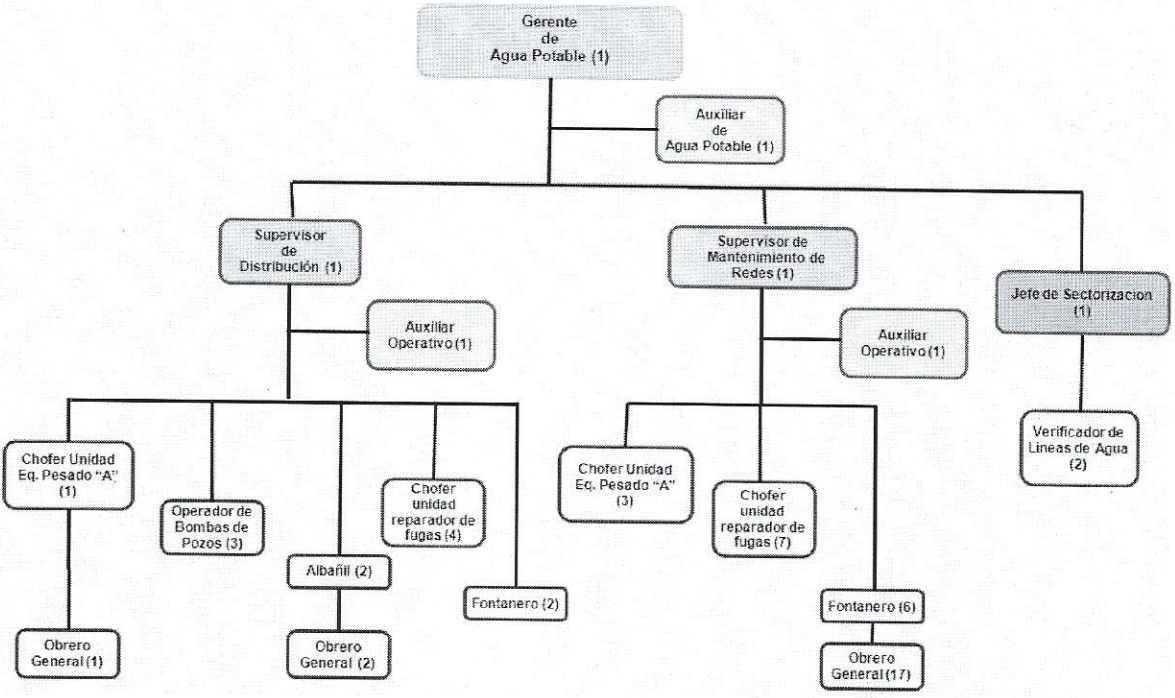 Gerente
de
Agua Potable (1)
Auxiliar
de
Agua Potable (1)
Supervisor
de
Distribución (1)
Supervisor de
Mantenimiento de
Redes (1)
Jefe de Sectorizacion
(1)
Auxiliar
Operativo (1)
Auxiliar
Operativo (1)
Chofer Unidad
Eq. Pesado “A”
(1)
Operador de
Bombas de
Pozos (3)
Albañil (2)
Chofer
unidad
reparador de
fugas (4)
Fontanero (2)
Obrero
General (1)
Obrero
General (2)
Chofer Unidad
Eq. Pesado “A”
(3)
Chofer
unidad
reparador de
fugas (7)
Fontanero (6)
Obrero
General (17)
Verificador de
Lineas de Agua
(2)